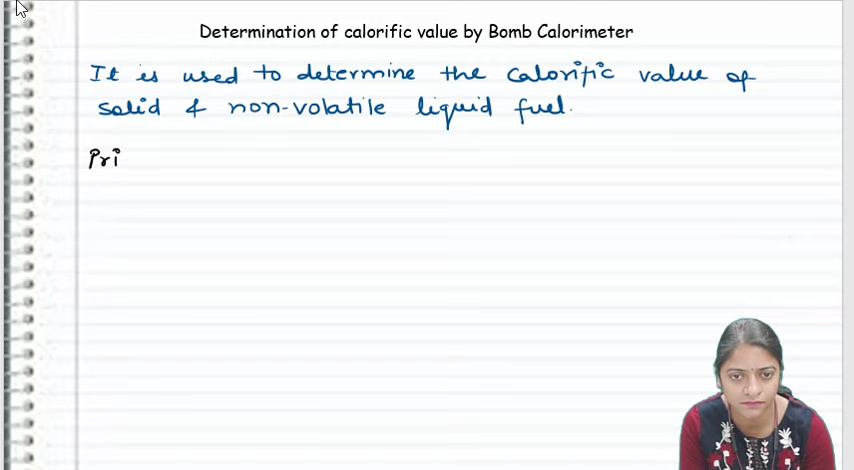 Determination of calorific value by Bomb Calorimeter
It is used to determine the calorific value of
solid & non-volatile liquid fuel.
Pri